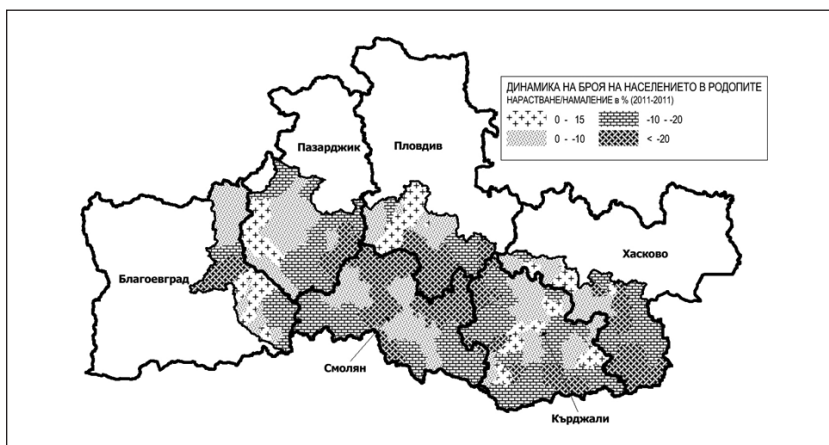 ДИНАМИКА НА БРОЯ НА НАСЕЛЕНИЕТО В РОДОПИТЕ
НАРАСТВАНЕ/НАМАЛЕНИЕ в % (2011-2011)
0 - 15
-10 - -20
0 - -10
< -20
Пазарджик
Пловдив
Хасково
Благоевград
Смолян
Кърджали